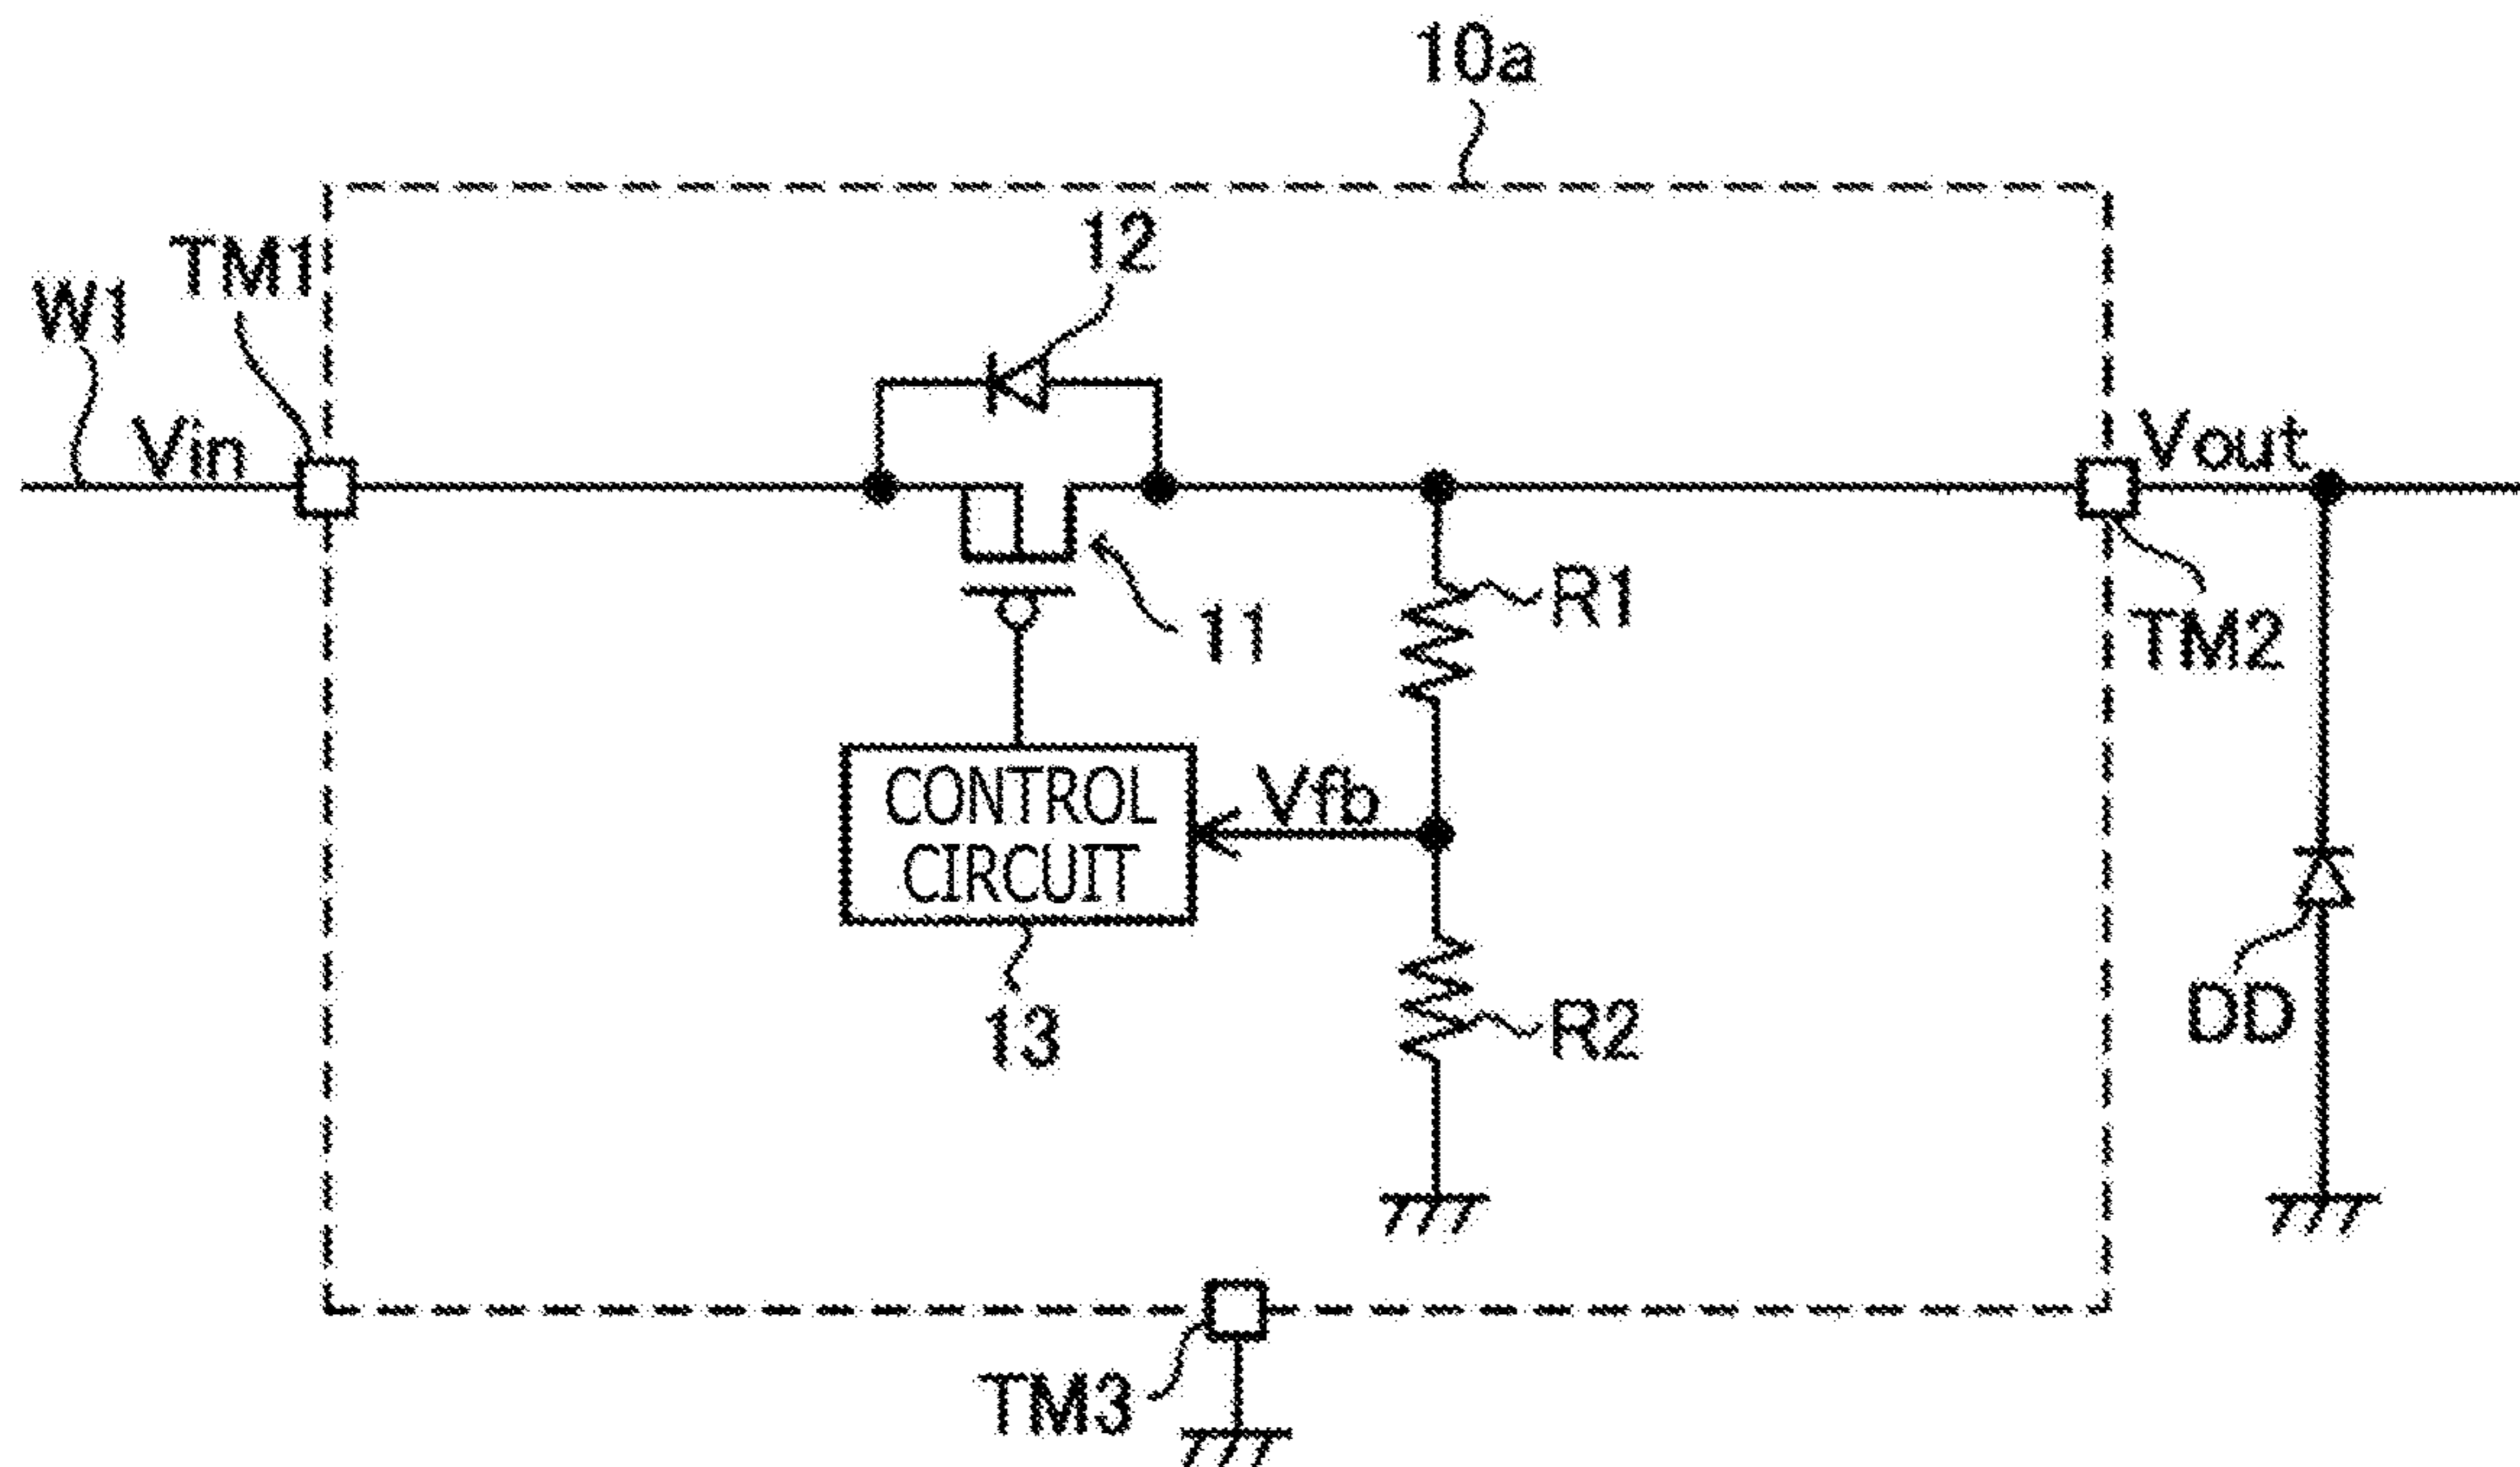 10a
12
TM1
W1
Vin
Vout
R1
11
TM2
CONTROL
CIRCUIT
Vfb
DD
R2
13
TM3